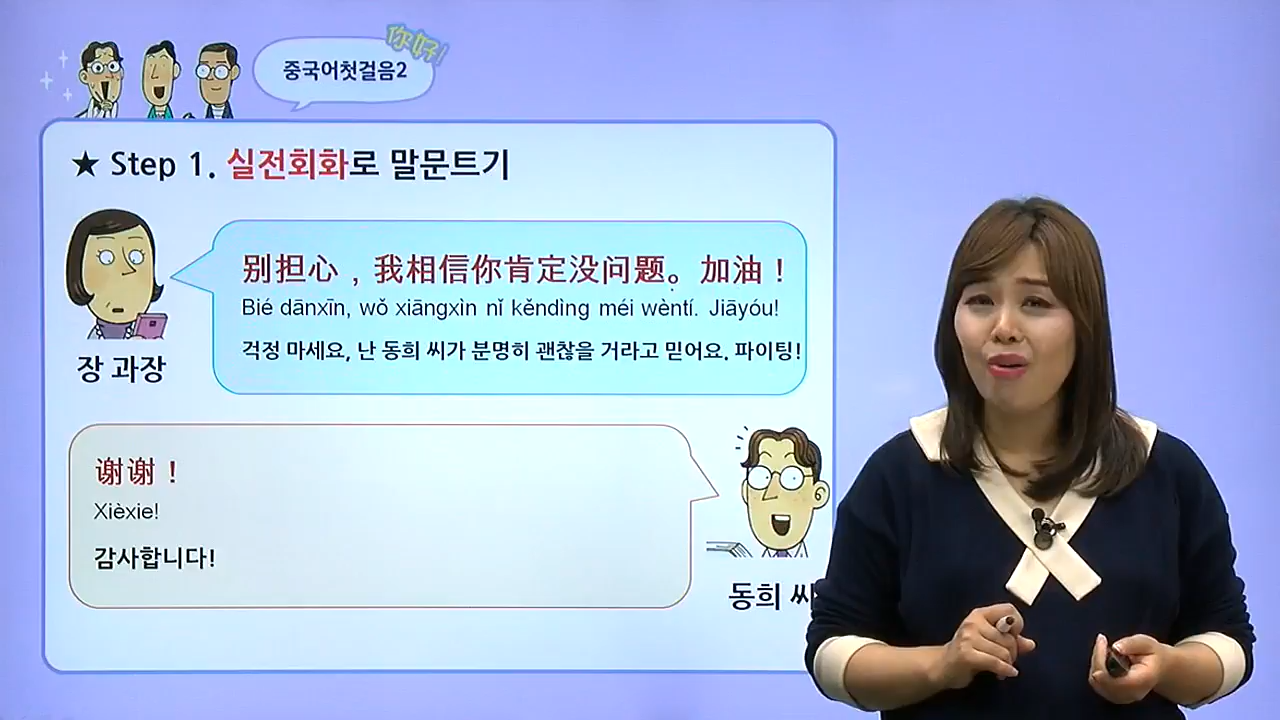 你好!
중국어첫걸음2
★ Step 1. 실전회화로 말문트기
别担心，我相信你肯定没问题。加油！
Bié dānxīn, wǒ xiāngxìn nǐ kěndìng méi wèntí. Jiāyóu!
걱정 마세요, 난 동희 씨가 분명히 괜찮을 거라고 믿어요. 파이팅!
장 과장
谢谢！
Xièxie!
감사합니다!
동희 씨